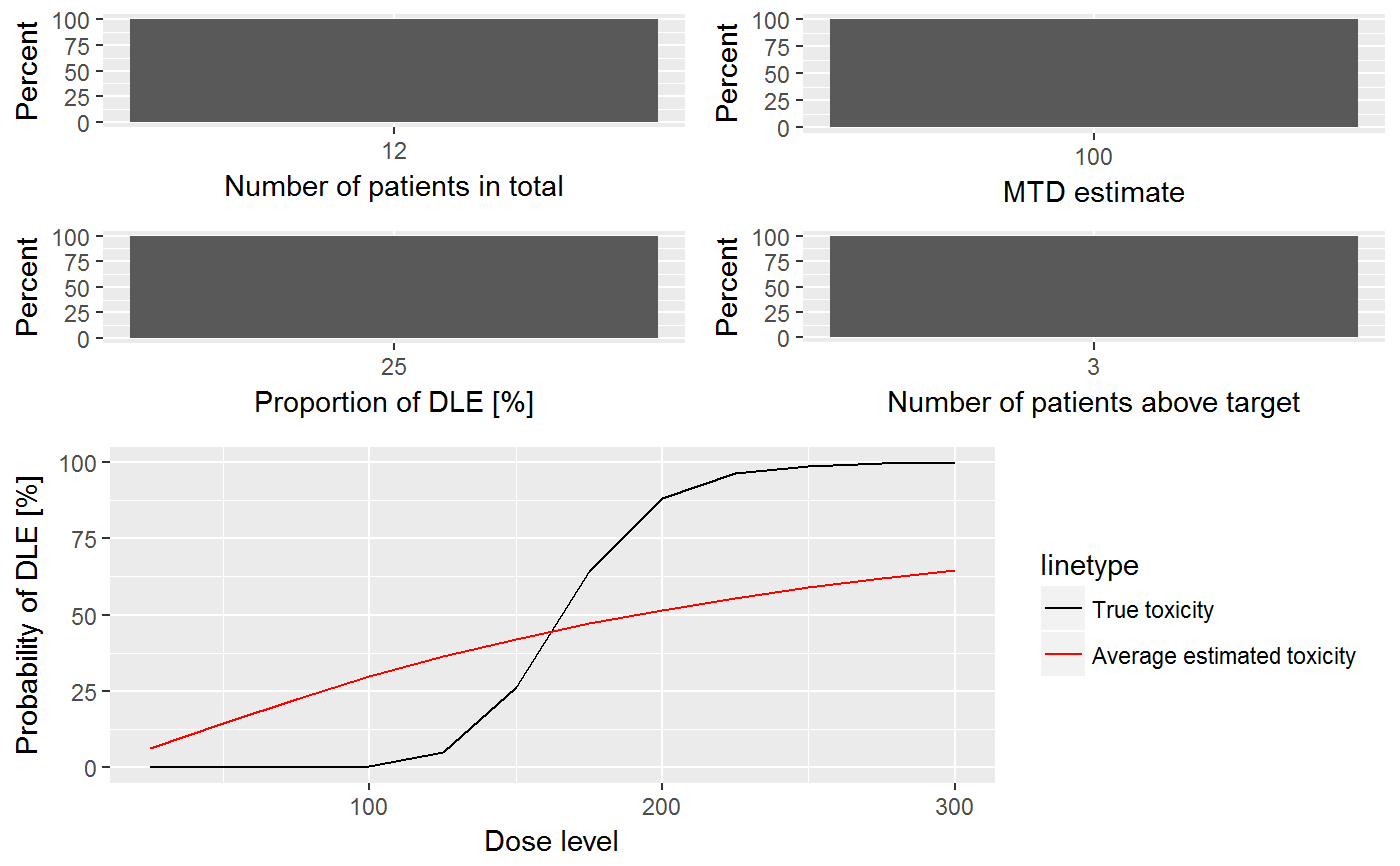 Percent
100
75
50
25
0
12
Number of patients in total
Percent
100
75
50
25
0
100
MTD estimate
Percent
100
75
50
25
0
25
Proportion of DLE [%]
Percent
100
75
50
25
0
3
Number of patients above target
Probability of DLE [%]
100
75
50
25
0
100 200 300
Dose level
linetype
True toxicity
Average estimated toxicity